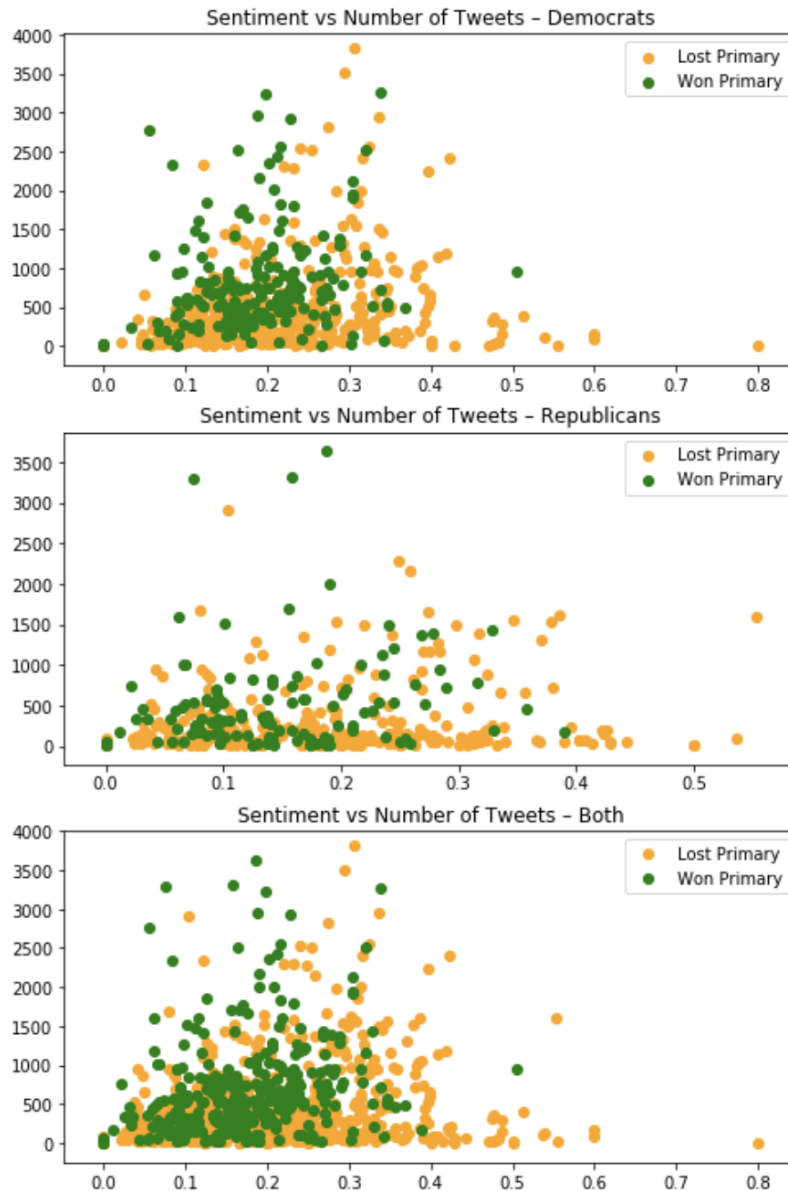 Sentiment vs Number of Tweets – Democrats
Lost Primary
Won Primary
4000
3500
3000
2500
2000
1500
1000
500
0
0.0 0.1 0.2 0.3 0.4 0.5 0.6 0.7 0.8
Sentiment vs Number of Tweets – Republicans
Lost Primary
Won Primary
3500
3000
2500
2000
1500
1000
500
0
0.0 0.1 0.2 0.3 0.4 0.5
Sentiment vs Number of Tweets – Both
Lost Primary
Won Primary
4000
3500
3000
2500
2000
1500
1000
500
0
0.0 0.1 0.2 0.3 0.4 0.5 0.6 0.7 0.8